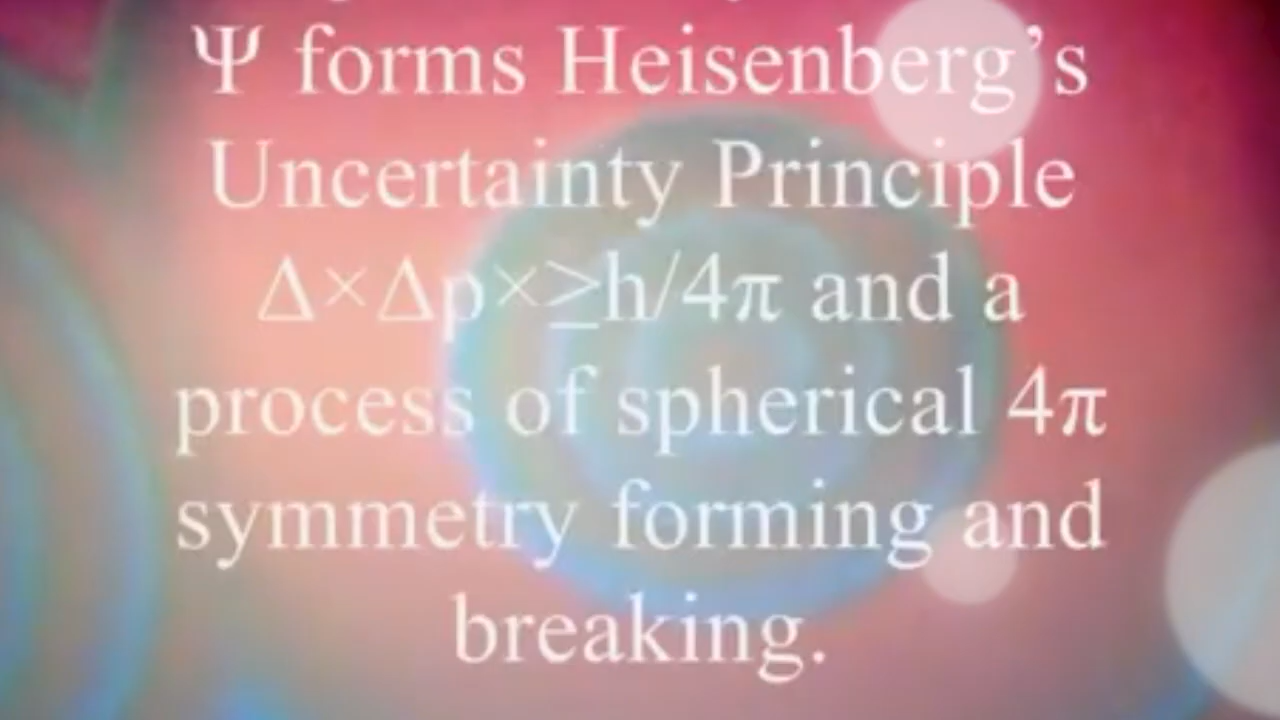 Ψ forms Heisenberg’s
Uncertainty Principle
Δ×Δp×≥h/4π and a
process of spherical 4π
symmetry forming and
breaking.